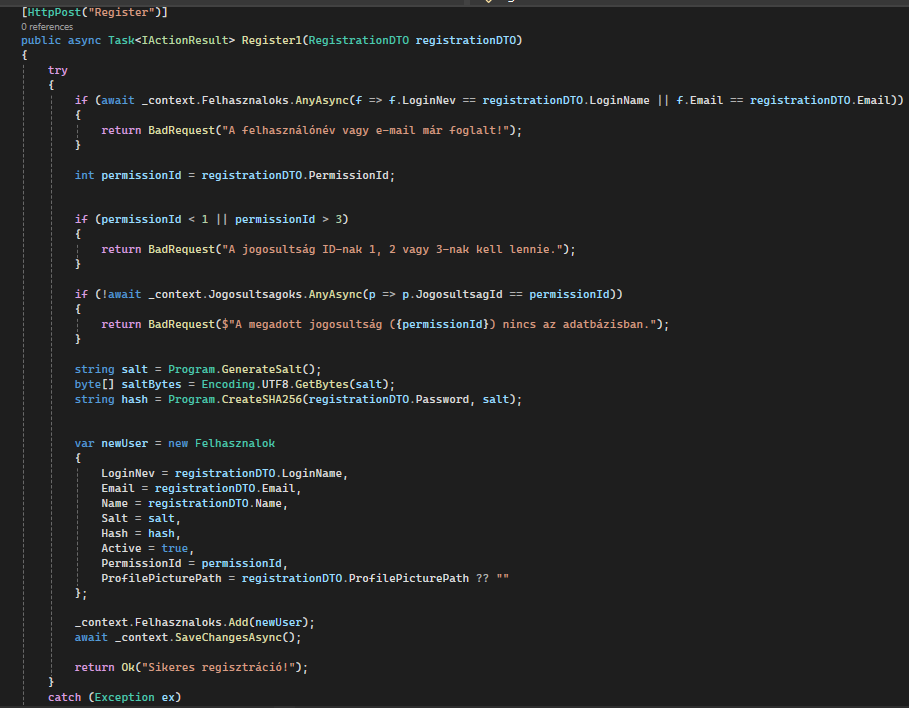 [HttpPost("Register")]
0 references
public async Task<IActionResult> Register1(RegistrationDTO registrationDTO)
{
try
{
if (await _context.Felhasznaloks.AnyAsync(f => f.LoginNev == registrationDTO.LoginName || f.Email == registrationDTO.Email))
{
return BadRequest("A felhasználónév vagy e-mail már foglalt!");
}
int permissionId = registrationDTO.PermissionId;
if (permissionId < 1 || permissionId > 3)
{
return BadRequest("A jogosultság ID-nak 1, 2 vagy 3-nak kell lennie.");
}
if (!await _context.Jogosultsagoks.AnyAsync(p => p.JogosultsagId == permissionId))
{
return BadRequest($"A megadott jogosultság ({permissionId}) nincs az adatbázisban.");
}
string salt = Program.GenerateSalt();
byte[] saltBytes = Encoding.UTF8.GetBytes(salt);
string hash = Program.CreateSHA256(registrationDTO.Password, salt);
var newUser = new Felhasznalok
{
LoginNev = registrationDTO.LoginName,
Email = registrationDTO.Email,
Name = registrationDTO.Name,
Salt = salt,
Hash = hash,
Active = true,
PermissionId = permissionId,
ProfilePicturePath = registrationDTO.ProfilePicturePath ?? ""
};
_context.Felhasznaloks.Add(newUser);
await _context.SaveChangesAsync();
return Ok("Sikeres regisztráció!");
}
catch (Exception ex)